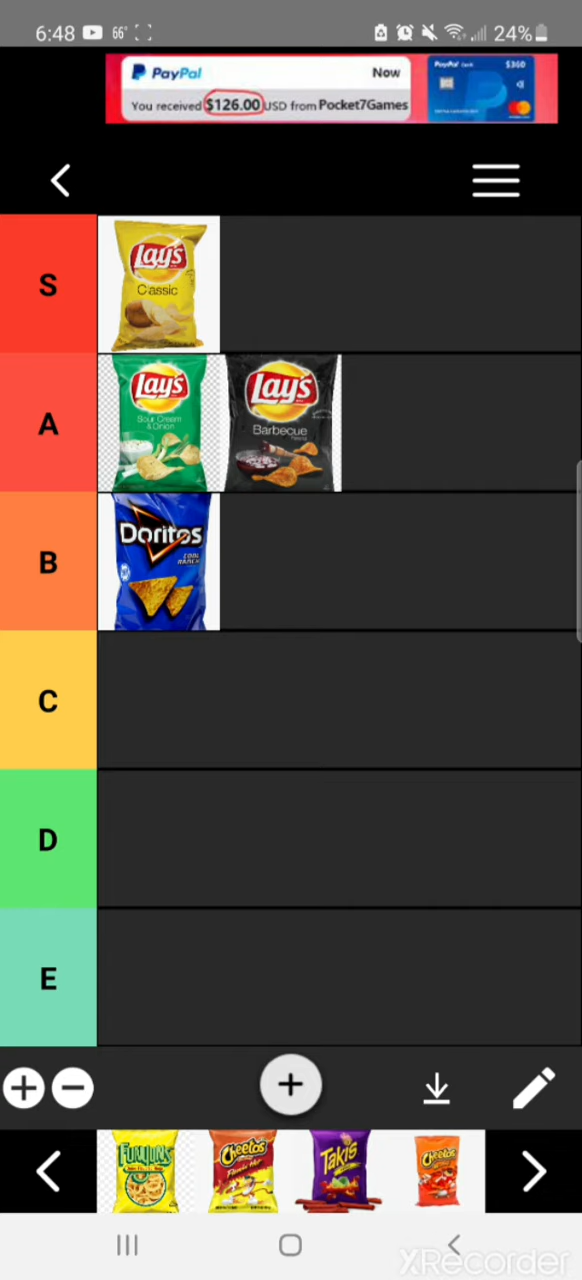 6:48 66° 24%
PayPal Now
You received $126.00 USD from Pocket7Games
PayPal Cash $360
S
Lay's
Classic
A
Lay's
Sour Cream
& Onion
Lay's
Barbecue
B
Doritos
COOL
RANCH
C
D
E
FUNYUNS
Cheetos
Flamin' Hot
Takis
Cheetos
XRecorder